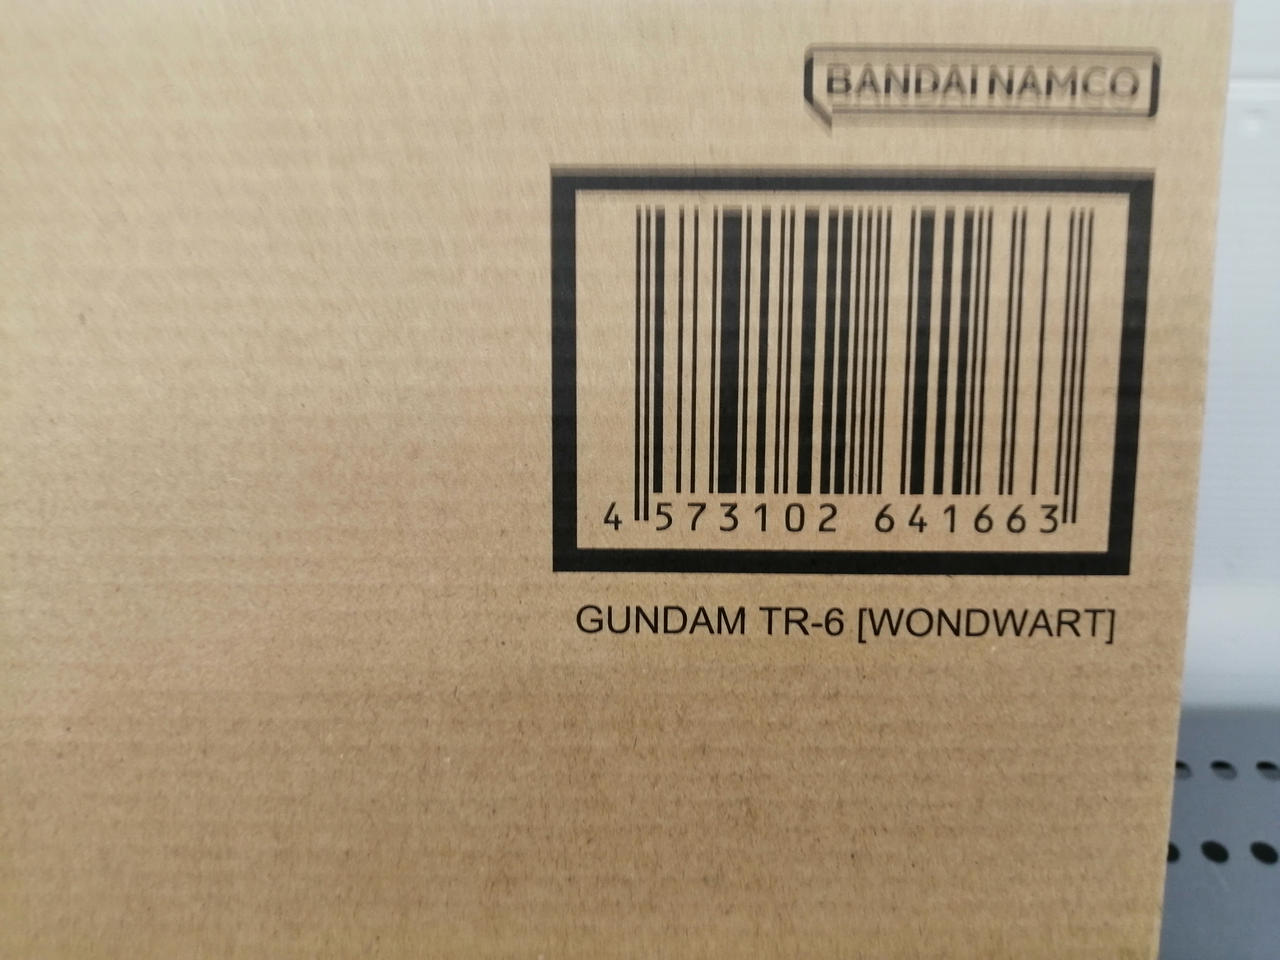 BANDAI NAMCO
4 573102 641663
GUNDAM TR-6 [WONDWART]